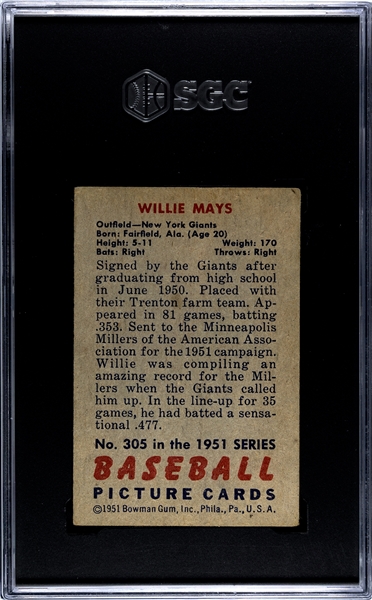 SGC
WILLIE MAYS
Outfield—New York Giants
Born: Fairfield, Ala. (Age 20)
Height: 5-11 Weight: 170
Bats: Right Throws: Right
Signed by the Giants after
graduating from high school
in June 1950. Placed with
their Trenton farm team. Ap-
peared in 81 games, batting
.353. Sent to the Minneapolis
Millers of the American Asso-
ciation for the 1951 campaign.
Willie was compiling an
amazing record for the Mil-
lers when the Giants called
him up. In the line-up for 35
games, he had batted a sensa-
tional .477.
No. 305 in the 1951 SERIES
BASEBALL
PICTURE CARDS
©1951 Bowman Gum, Inc., Phila., Pa., U.S.A.